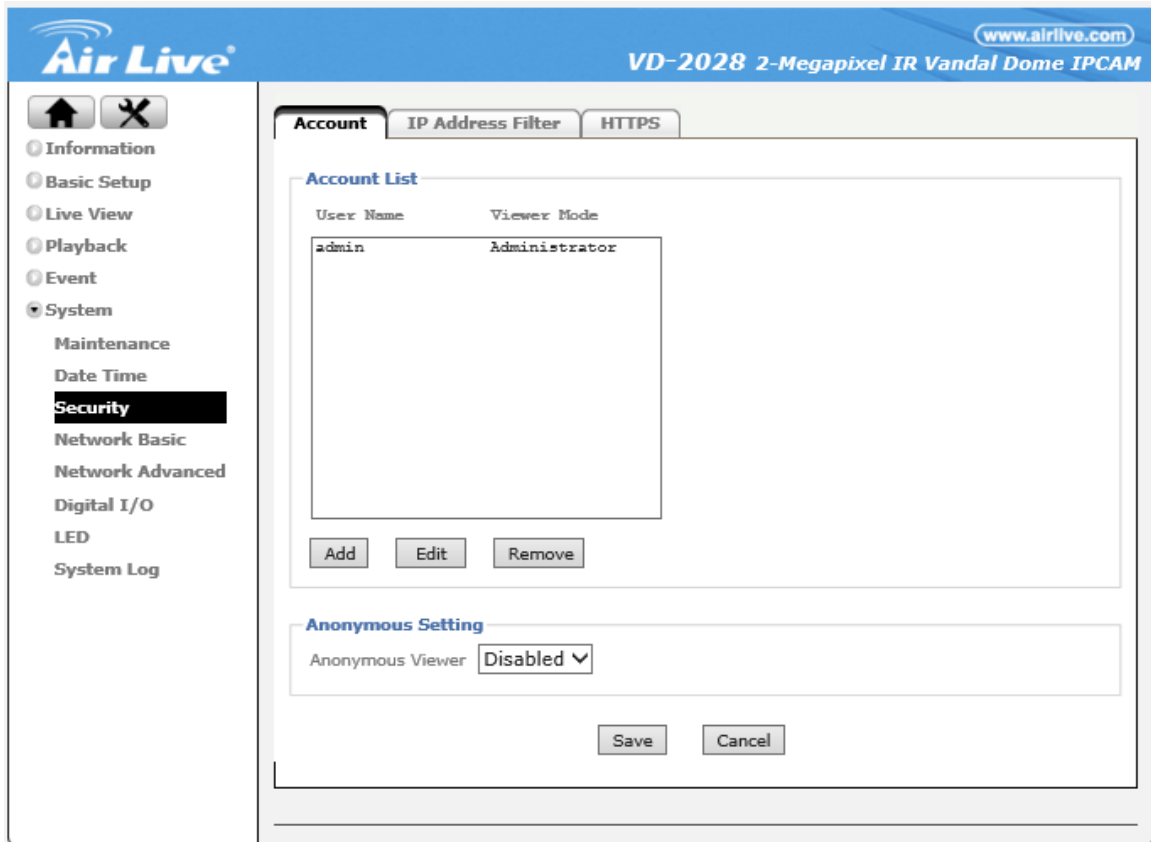 www.airlive.com
Air Live®
VD-2028 2-Megapixel IR Vandal Dome IPCAM
Information
Basic Setup
Live View
Playback
Event
System
Maintenance
Date Time
Security
Network Basic
Network Advanced
Digital I/O
LED
System Log
Account IP Address Filter HTTPS
Account List
User Name Viewer Mode
admin Administrator
Add Edit Remove
Anonymous Setting
Anonymous Viewer Disabled
Save Cancel